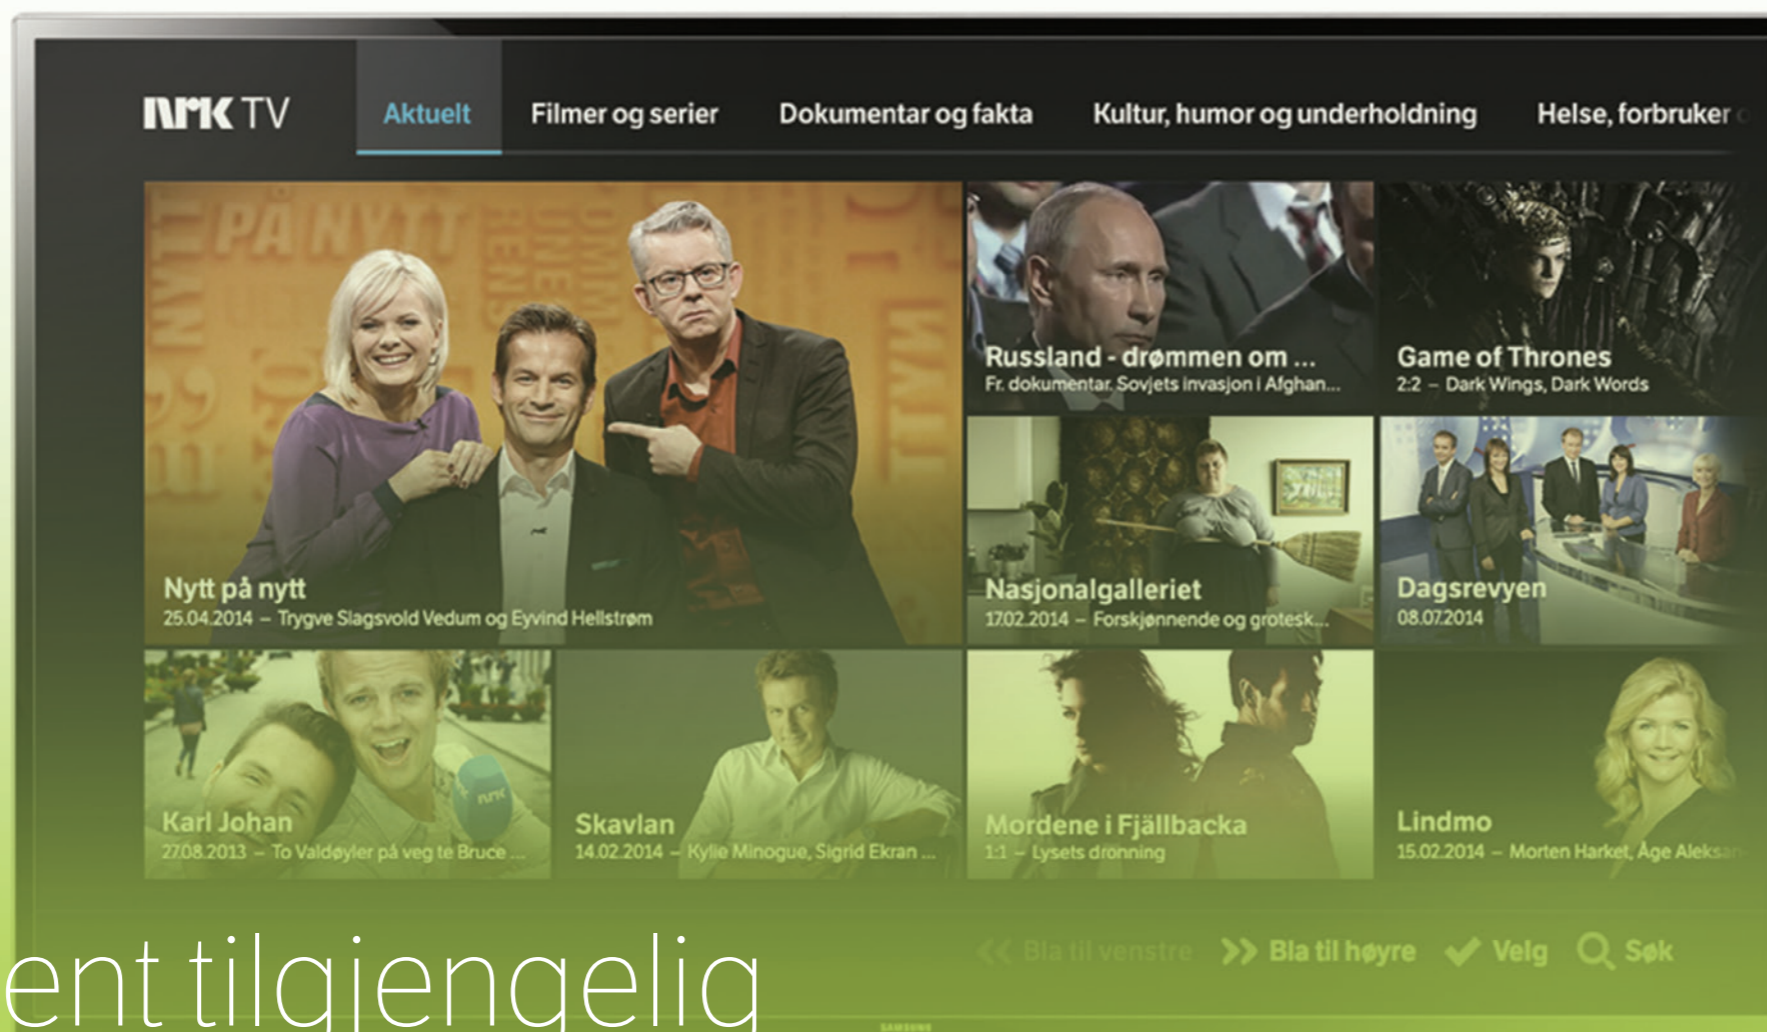 NRK TV
Aktuelt
Filmer og serier
Dokumentar og fakta
Kultur, humor og underholdning
Helse, forbruker
PÅ NYTT
Nytt på nytt
25.04.2014 – Trygve Slagsvold Vedum og Eyvind Hellstrøm
Russland - drømmen om ...
Fr. dokumentar. Sovjets invasjon i Afghan...
Game of Thrones
2:2 – Dark Wings, Dark Words
Nasjonalgalleriet
17.02.2014 – Forskjønnende og grotesk...
Dagsrevyen
08.07.2014
nrk
Karl Johan
27.08.2013 – To Valdøyler på veg te Bruce ...
Skavlan
14.02.2014 – Kylie Minogue, Sigrid Ekran ...
Mordene i Fjällbacka
1:1 – Lysets dronning
Lindmo
15.02.2014 – Morten Harket, Åge Aleksan
Bla til venstre
Bla til høyre
Velg
Søk
ent tilgjengelig
SAMSUNG